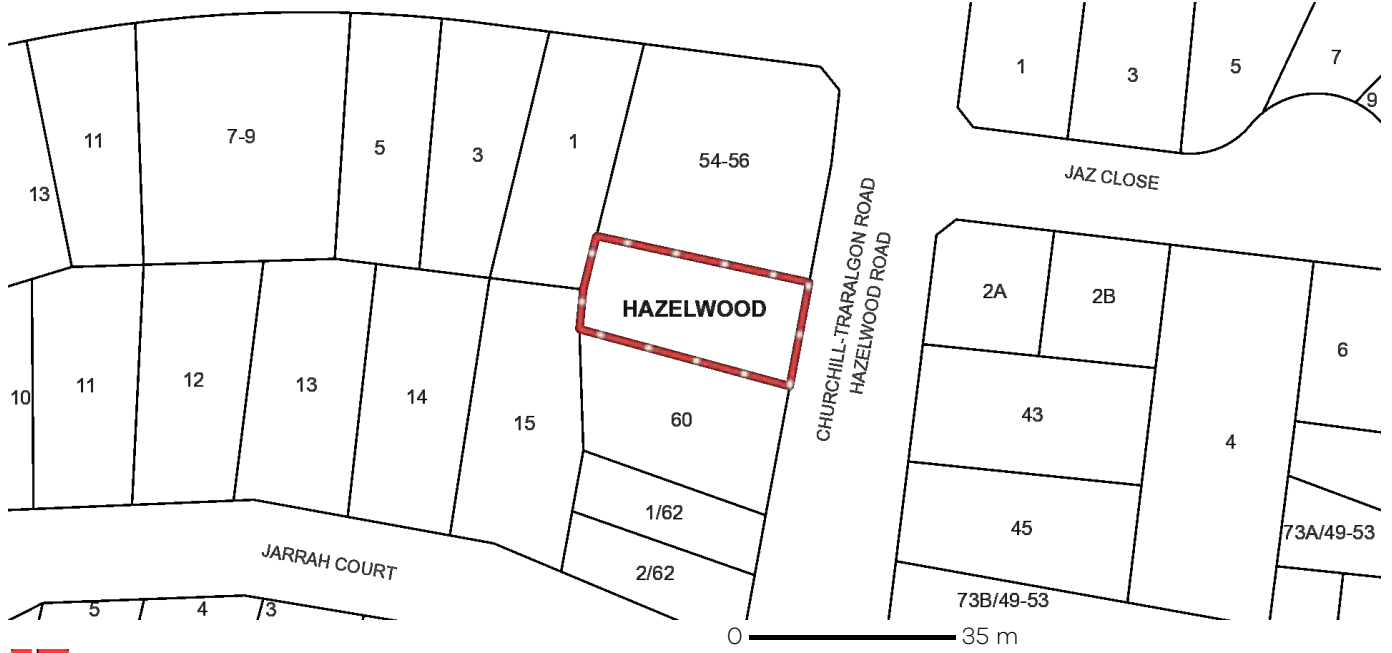 1
3
5
7
9
11
7-9
5
3
1
54-56
13
JAZ CLOSE
CHURCHILL-TRARALGON ROAD
HAZELWOOD ROAD
2A
2B
HAZELWOOD
6
10
11
12
13
14
15
60
43
4
1/62
45
73A/49-53
JARRAH COURT
2/62
73B/49-53
5
4
3
0
35 m